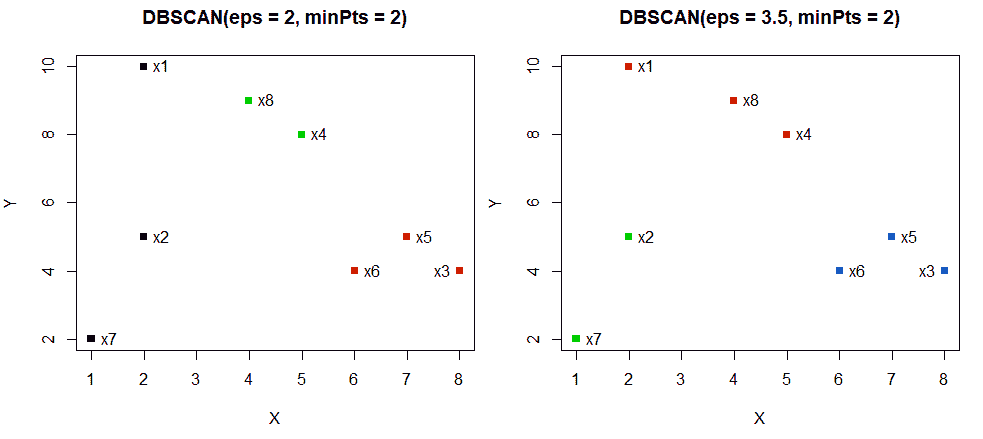 DBSCAN(eps = 2, minPts = 2)
10
8
6
4
2
Y
x1
x8
x4
x2
x5
x6
x3
x7
1 2 3 4 5 6 7 8
X
DBSCAN(eps = 3.5, minPts = 2)
10
8
6
4
2
Y
x1
x8
x4
x2
x5
x6
x3
x7
1 2 3 4 5 6 7 8
X